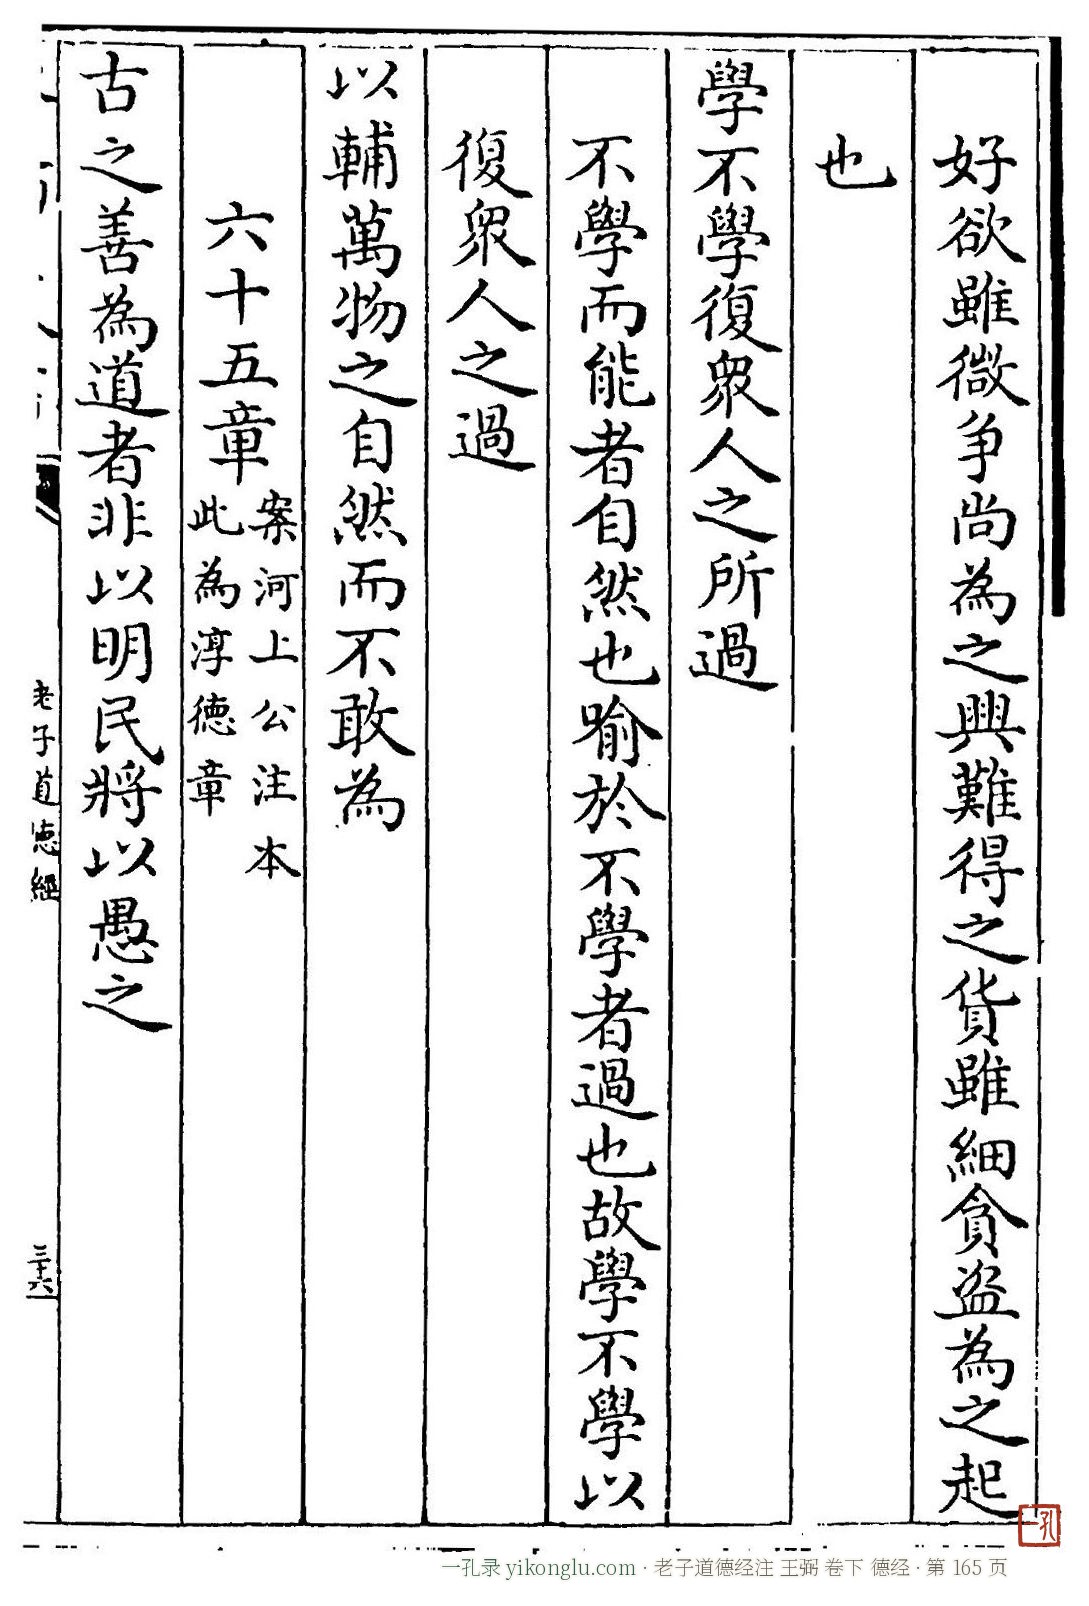 好欲雖微爭尚為之興難得之貨雖細貪盜為之起
也
學不學復衆人之所過
不學而能者自然也喻於不學者過也故學不學以
復衆人之過
以輔萬物之自然而不敢為
六十五章
案河上公注本
此為淳德章
古之善為道者非以明民將以愚之
老子道德經
三十六
一孔
一孔录 yikonglu.com · 老子道德经注 王弼 卷下 德经 · 第 165 页